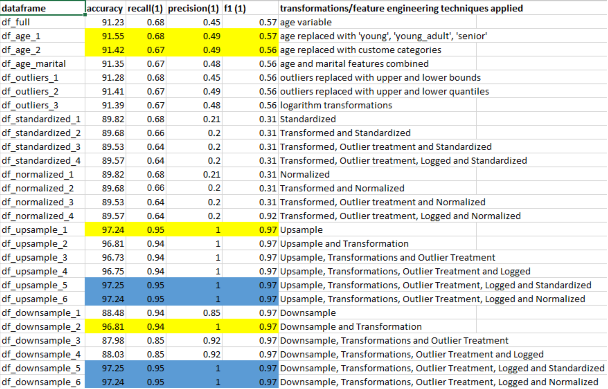 dataframe accuracy recall(1) precision(1) f1 (1) transformations/feature engineering techniques applied
df_full 91.23 0.68 0.45 0.57 age variable
df_age_1 91.55 0.68 0.49 0.57 age replaced with 'young', 'young_adult', 'senior'
df_age_2 91.42 0.67 0.49 0.56 age replaced with custome categories
df_age_marital 91.35 0.67 0.48 0.56 age and marital features combined
df_outliers_1 91.28 0.68 0.45 0.56 outliers replaced with upper and lower bounds
df_outliers_2 91.41 0.67 0.49 0.56 outliers replaced with upper and lower quantiles
df_outliers_3 91.39 0.67 0.48 0.56 logarithm transformations
df_standardized_1 89.82 0.68 0.21 0.31 Standardized
df_standardized_2 89.68 0.66 0.2 0.31 Transformed and Standardized
df_standardized_3 89.53 0.64 0.2 0.31 Transformed, Outlier treatment and Standardized
df_standardized_4 89.57 0.64 0.2 0.31 Transformed, Outlier treatment, Logged and Standardized
df_normalized_1 89.82 0.68 0.21 0.31 Normalized
df_normalized_2 89.68 0.66 0.2 0.31 Transformed and Normalized
df_normalized_3 89.53 0.64 0.2 0.31 Transformed, Outlier treatment and Normalized
df_normalized_4 89.57 0.64 0.2 0.92 Transformed, Outlier treatment, Logged and Normalized
df_upsample_1 97.24 0.95 1 0.97 Upsample
df_upsample_2 96.81 0.94 1 0.97 Upsample and Transformation
df_upsample_3 96.73 0.94 1 0.97 Upsample, Transformations and Outlier Treatment
df_upsample_4 96.75 0.94 1 0.97 Upsample, Transformations, Outlier Treatment and Logged
df_upsample_5 97.25 0.95 1 0.97 Upsample, Transformations, Outlier Treatment, Logged and Standardized
df_upsample_6 97.24 0.95 1 0.97 Upsample, Transformations, Outlier Treatment, Logged and Normalized
df_downsample_1 88.48 0.94 0.85 0.97 Downsample
df_downsample_2 96.81 0.94 1 0.97 Downsample and Transformation
df_downsample_3 87.98 0.85 0.92 0.97 Downsample, Transformations and Outlier Treatment
df_downsample_4 88.03 0.85 0.92 0.97 Downsample, Transformations, Outlier Treatment and Logged
df_downsample_5 97.25 0.95 1 0.97 Downsample, Transformations, Outlier Treatment, Logged and Standardized
df_downsample_6 97.24 0.95 1 0.97 Downsample, Transformations, Outlier Treatment, Logged and Normalized